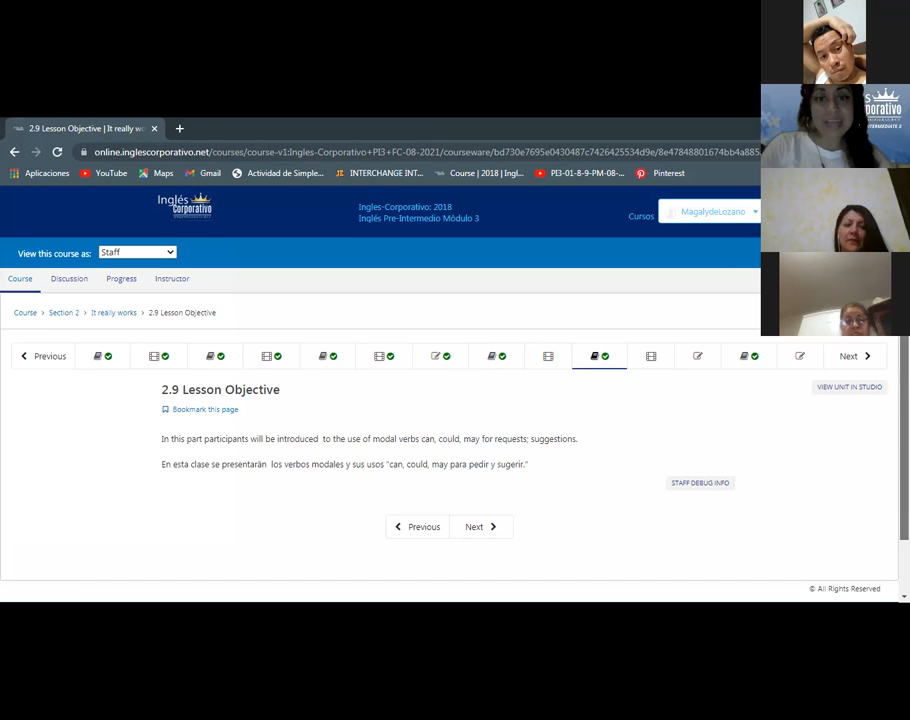 2.9 Lesson Objective | It really wo
online.inglescorporativo.net/courses/course-v1:Ingles-Corporativo+PI3+FC-08-2021/courseware/bd730e7695e0430487c7426425534d9e/8e47848801674bb4a885
Aplicaciones YouTube Maps Gmail Actividad de Simple... INTERCHANGE INT... Course | 2018 | Ingl... PI3-01-8-9-PM-08-... Pinterest
Inglés
Corporativo
Ingles-Corporativo: 2018
Inglés Pre-Intermedio Módulo 3
Cursos
MagalydeLozano
View this course as: Staff
Course Discussion Progress Instructor
Course > Section 2 > It really works > 2.9 Lesson Objective
Previous Next
2.9 Lesson Objective
VIEW UNIT IN STUDIO
Bookmark this page
In this part participants will be introduced to the use of modal verbs can, could, may for requests; suggestions.
En esta clase se presentarán los verbos modales y sus usos "can, could, may para pedir y sugerir."
STAFF DEBUG INFO
Previous Next
© All Rights Reserved